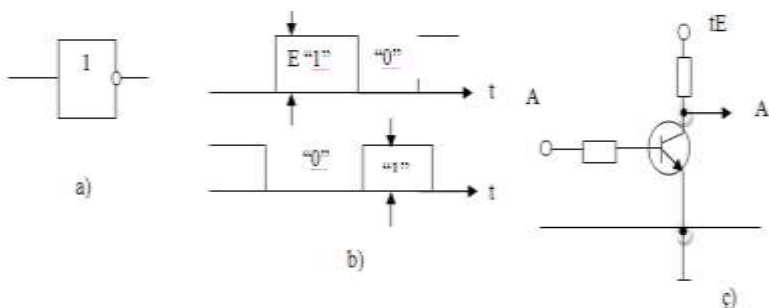 1
a)
E “1” “0” t
“0” “1” t
b)
tE
A
A
c)